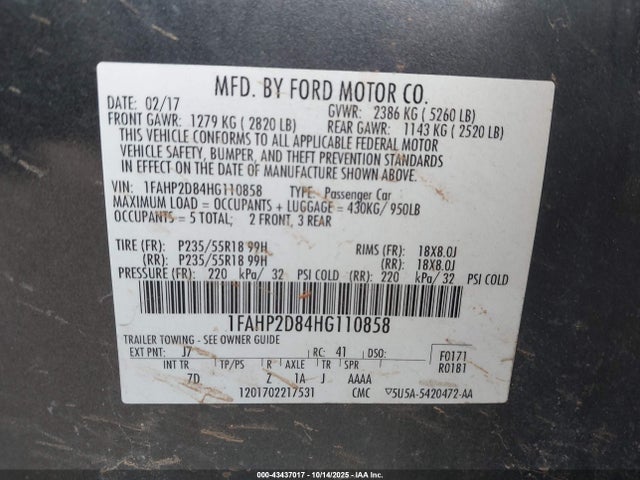 MFD. BY FORD MOTOR CO.
DATE: 02/17 GVWR: 2386 KG ( 5260 LB)
FRONT GAWR: 1279 KG ( 2820 LB) REAR GAWR: 1143 KG ( 2520 LB)
THIS VEHICLE CONFORMS TO ALL APPLICABLE FEDERAL MOTOR
VEHICLE SAFETY, BUMPER, AND THEFT PREVENTION STANDARDS
IN EFFECT ON THE DATE OF MANUFACTURE SHOWN ABOVE.
VIN: 1FAHP2D84HG110858 TYPE: Passenger Car
MAXIMUM LOAD = OCCUPANTS + LUGGAGE = 430KG/ 950LB
OCCUPANTS = 5 TOTAL; 2 FRONT, 3 REAR
TIRE (FR): P235/55R18 99H RIMS (FR): 18X8.0J
(RR): P235/55R18 99H (RR): 18X8.0J
PRESSURE (FR): 220 kPa/ 32 PSI COLD (RR): 220 kPa/ 32 PSI COLD
1FAHP2D84HG110858
TRAILER TOWING - SEE OWNER GUIDE
EXT PNT: J7 RC: 41 DSO: F0171
INT TR TP/PS R AXLE TR SPR R0181
7D Z 1A J AAAA
1201702217531 CMC 5U5A-5420472-AA
000-43437017 - 10/14/2025 - IAA Inc.